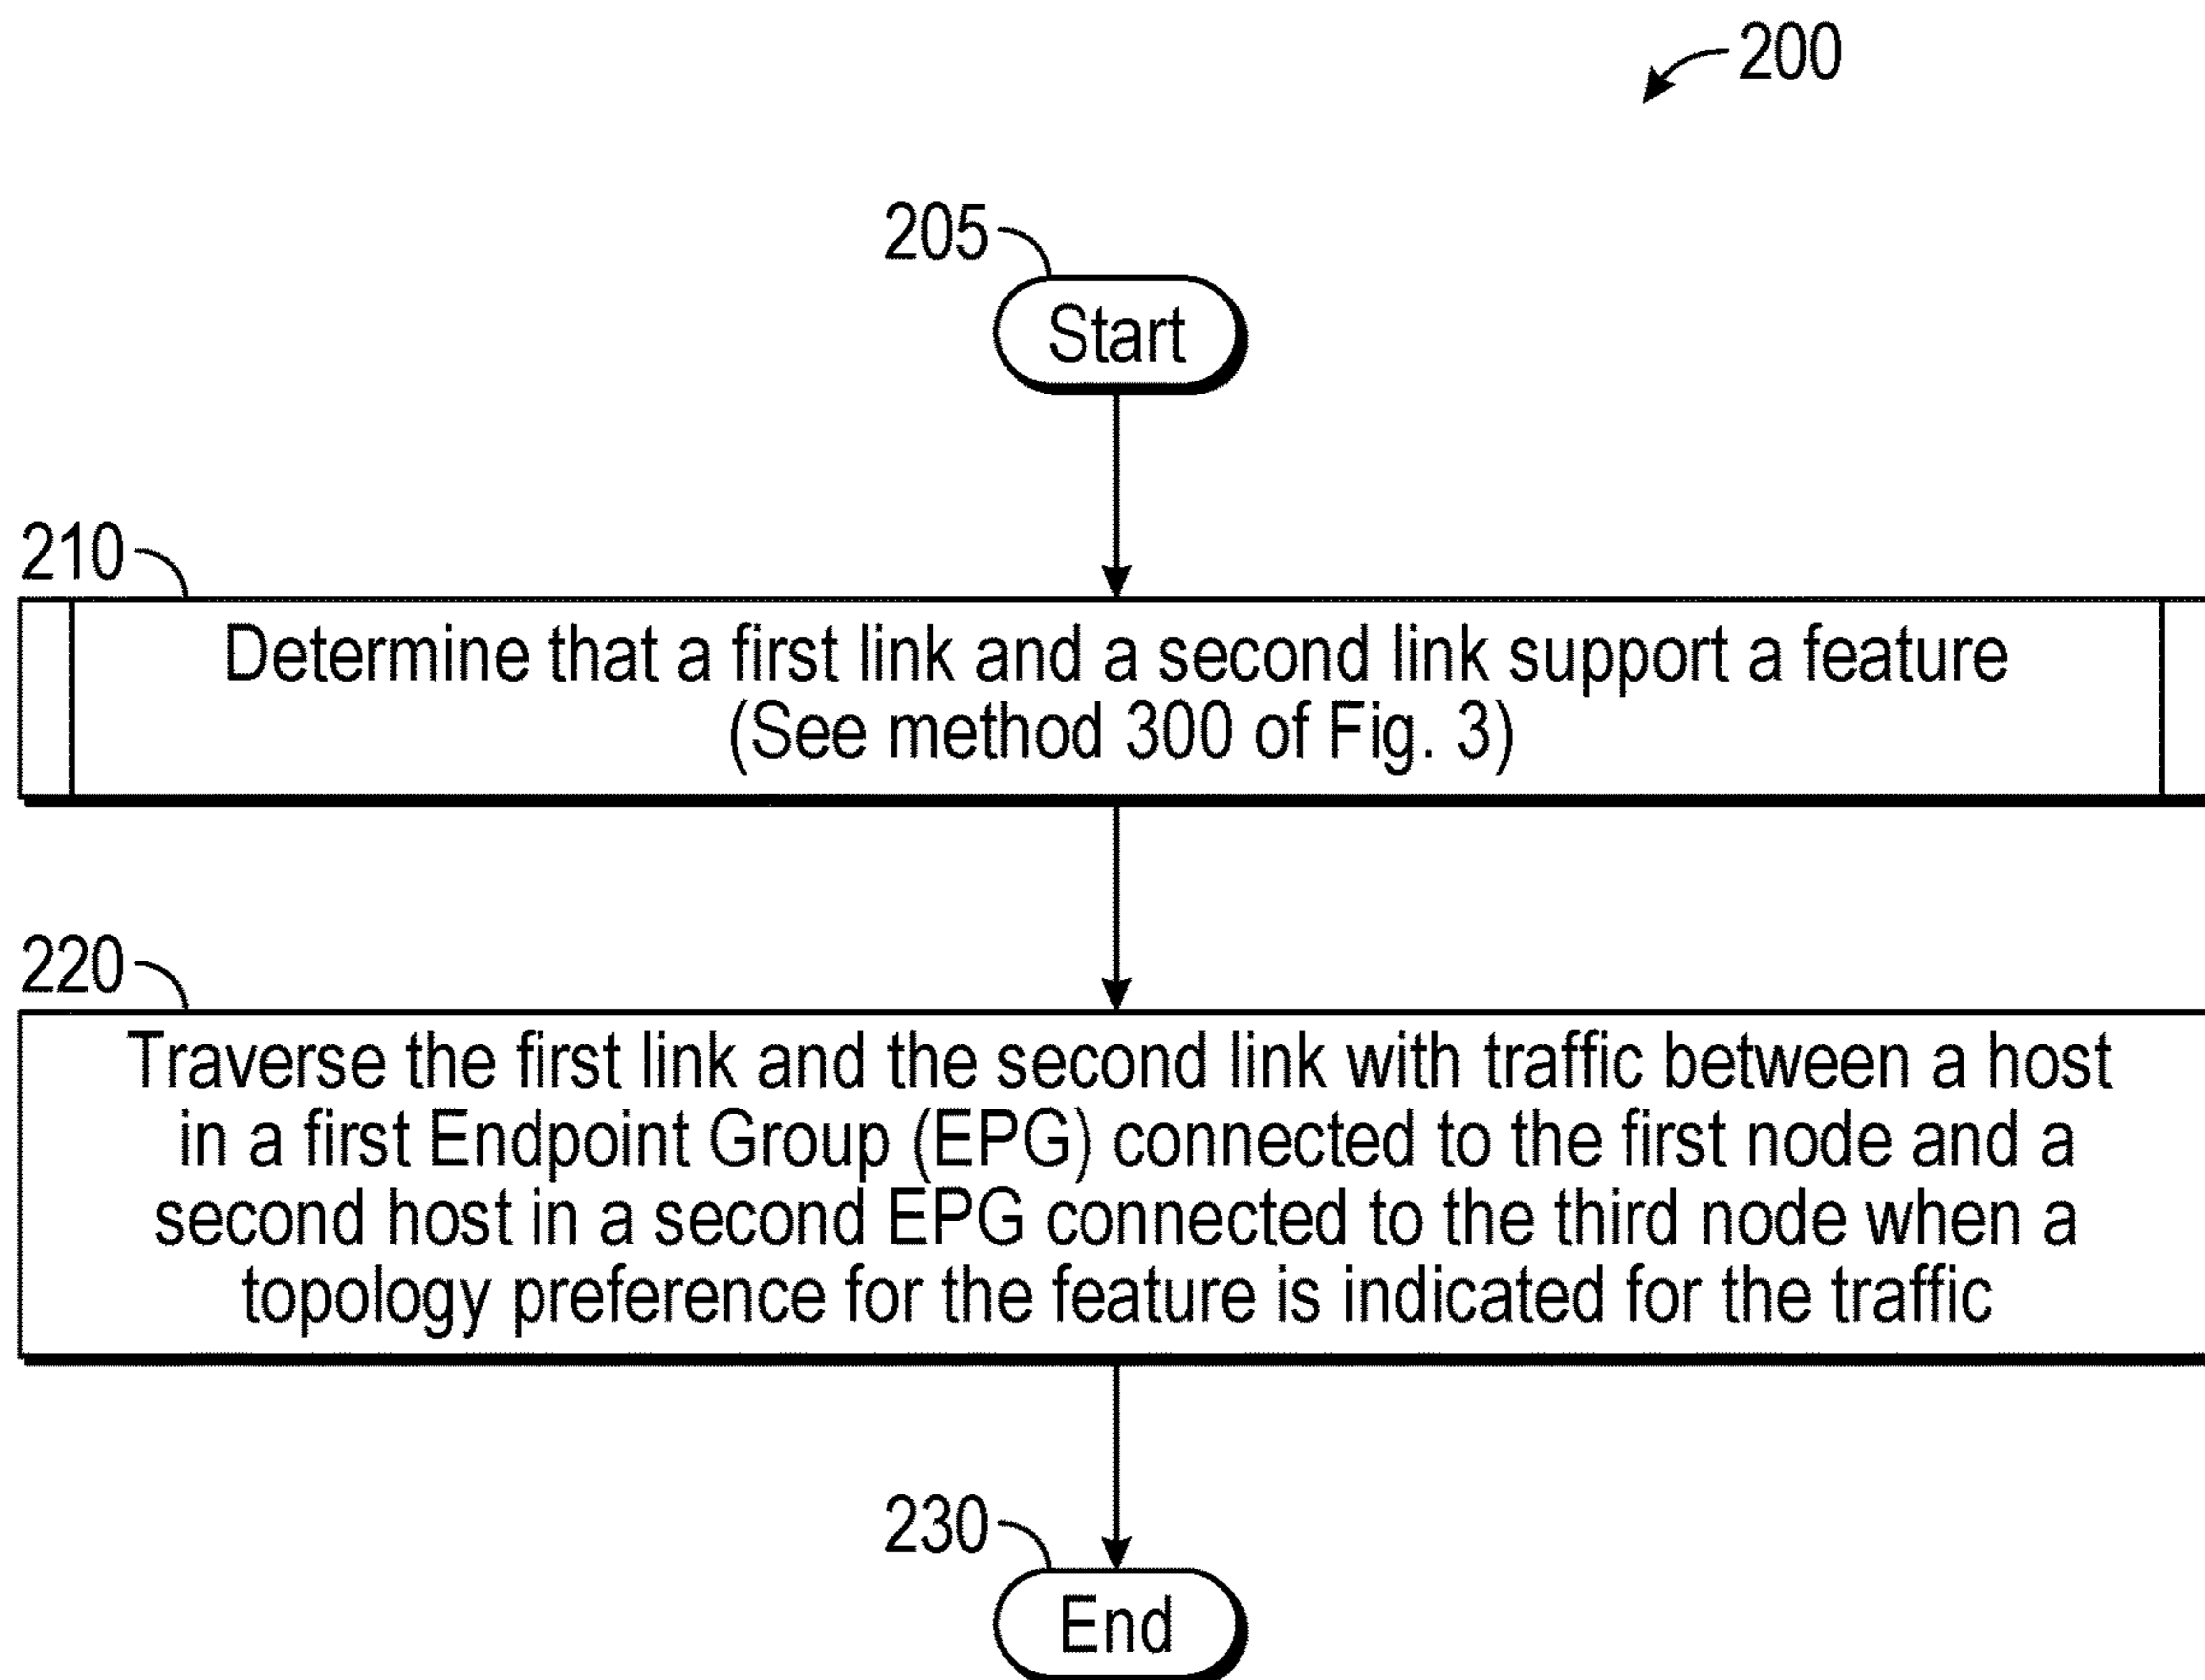 200
205
Start
210
Determine that a first link and a second link support a feature
(See method 300 of Fig. 3)
220
Traverse the first link and the second link with traffic between a host
in a first Endpoint Group (EPG) connected to the first node and a
second host in a second EPG connected to the third node when a
topology preference for the feature is indicated for the traffic
230
End